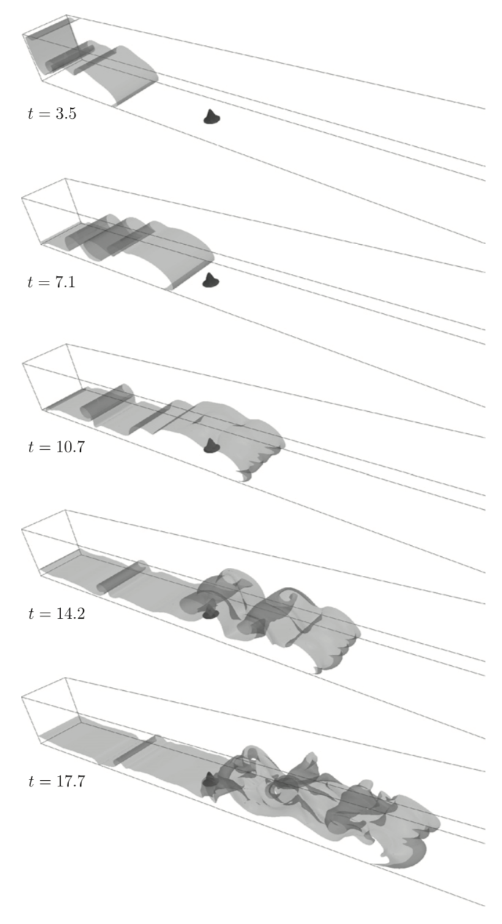 t = 3.5
t = 7.1
t = 10.7
t = 14.2
t = 17.7